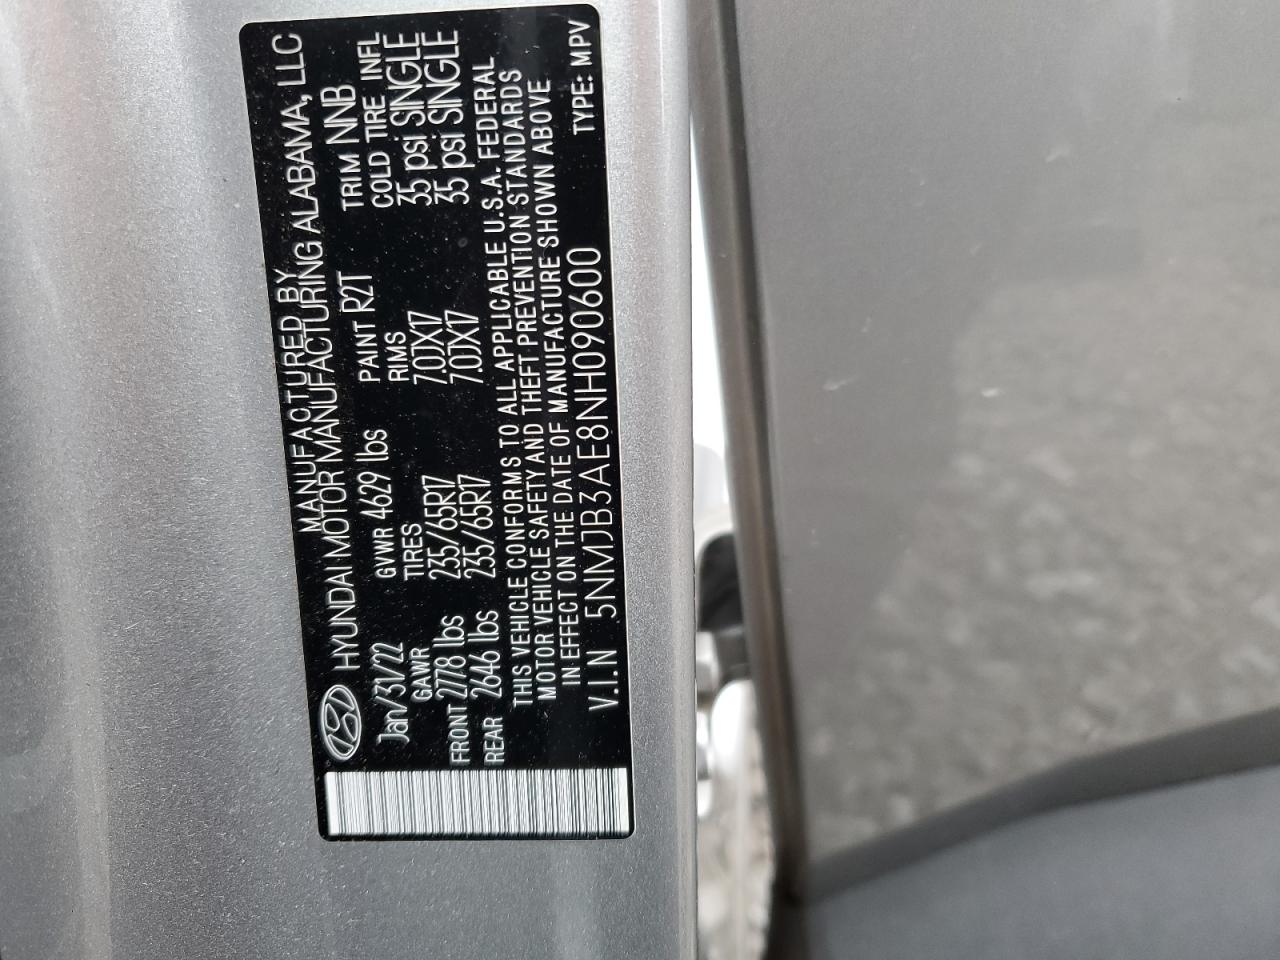 MANUFACTURED BY
HYUNDAI MOTOR MANUFACTURING ALABAMA, LLC
Jan/31/22 GVWR 4629 lbs PAINT R2T TRIM NNB
GAWR TIRES RIMS COLD TIRE INFL
FRONT 2778 lbs 235/65R17 7.0JX17 35 psi SINGLE
REAR 2646 lbs 235/65R17 7.0JX17 35 psi SINGLE
THIS VEHICLE CONFORMS TO ALL APPLICABLE U.S.A. FEDERAL
MOTOR VEHICLE SAFETY AND THEFT PREVENTION STANDARDS
IN EFFECT ON THE DATE OF MANUFACTURE SHOWN ABOVE
V.I.N 5NMJB3AE8NH090600 TYPE: MPV